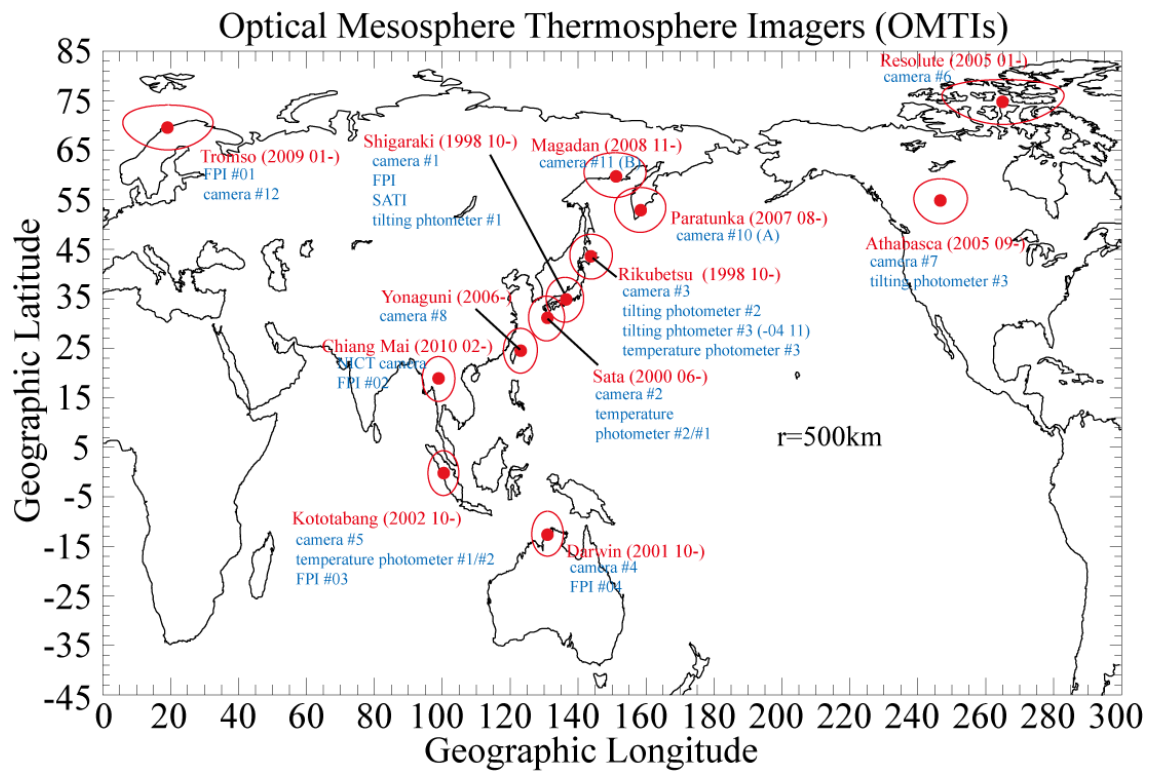 Optical Mesosphere Thermosphere Imagers (OMTIs)
Geographic Latitude
85
75
65
55
45
35
25
15
5
-5
-15
-25
-35
-45
Resolute (2005 01-)
camera #6
Tromso (2009 01-)
FPI #01
camera #12
Shigaraki (1998 10-)
camera #1
FPI
SATI
tilting phtometer #1
Magadan (2008 11-)
camera #11 (B)
Paratunka (2007 08-)
camera #10 (A)
Athabasca (2005 09-)
camera #7
tilting photometer #3
Rikubetsu (1998 10-)
camera #3
tilting photometer #2
tilting phtometer #3 (-04 11)
temperature photometer #3
Yonaguni (2006-)
camera #8
Chiang Mai (2010 02-)
NICT camera
FPI #02
Sata (2000 06-)
camera #2
temperature
photometer #2/#1
r=500km
Kototabang (2002 10-)
camera #5
temperature photometer #1/#2
FPI #03
Darwin (2001 10-)
camera #4
FPI #04
0 20 40 60 80 100 120 140 160 180 200 220 240 260 280 300
Geographic Longitude